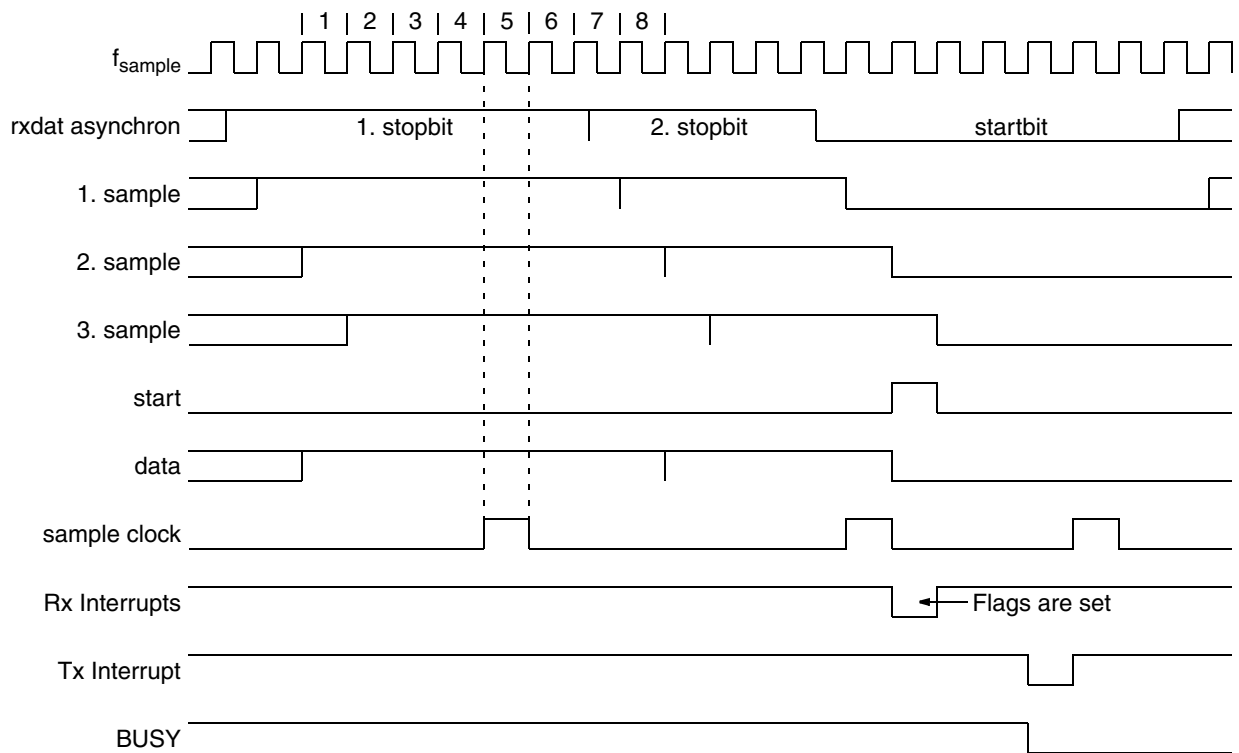 1 2 3 4 5 6 7 8
fsample
rxdat asynchron 1. stopbit 2. stopbit startbit
1. sample
2. sample
3. sample
start
data
sample clock
Rx Interrupts Flags are set
Tx Interrupt
BUSY